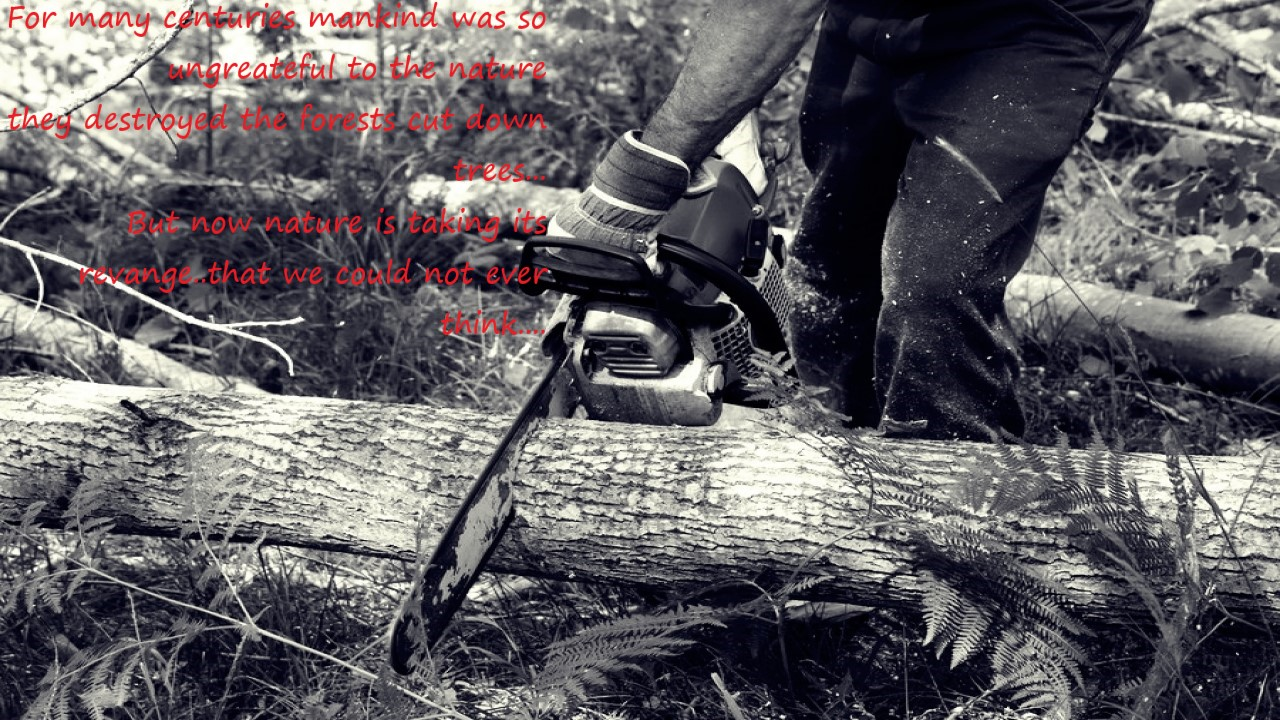 For many centuries mankind was so
ungreateful to the nature
they destroyed the forests cut down
trees...
But now nature is taking its
revange..that we could not ever
think....